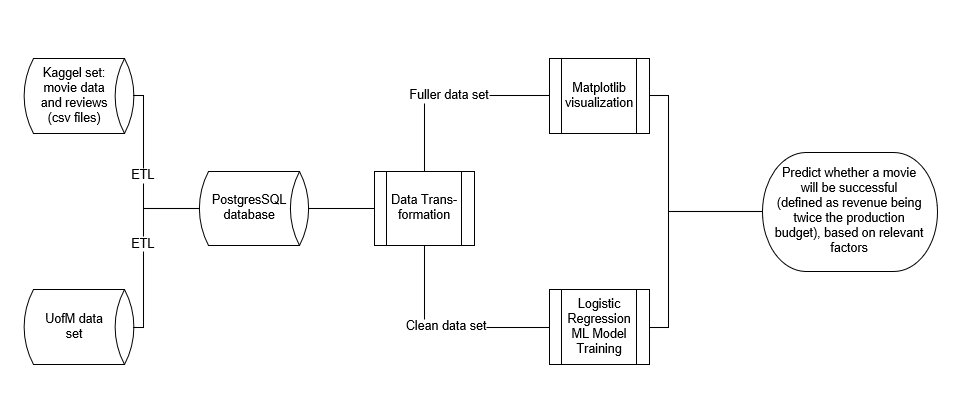 Kaggel set:
movie data
and reviews
(csv files)
ETL
ETL
UofM data
set
PostgresSQL
database
Data Trans-
formation
Fuller data set
Clean data set
Matplotlib
visualization
Logistic
Regression
ML Model
Training
Predict whether a movie
will be successful
(defined as revenue being
twice the production
budget), based on relevant
factors